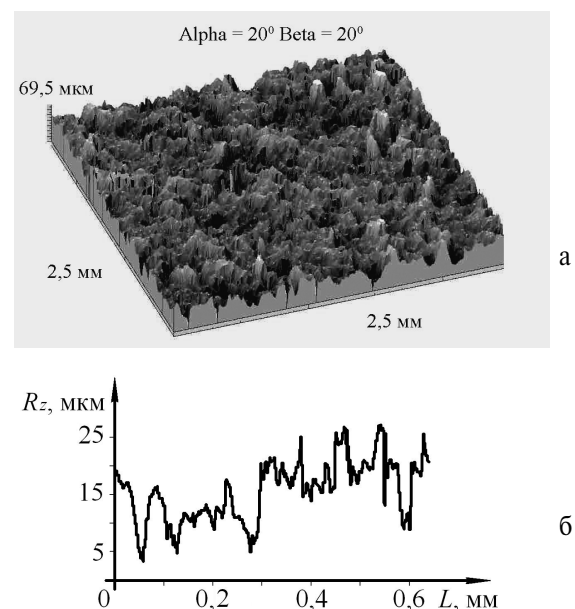 Alpha = 20⁰ Beta = 20⁰
69,5 мкм
2,5 мм
2,5 мм
а
Rz, мкм
25
15
5
0 0,2 0,4 0,6 L, мм
б